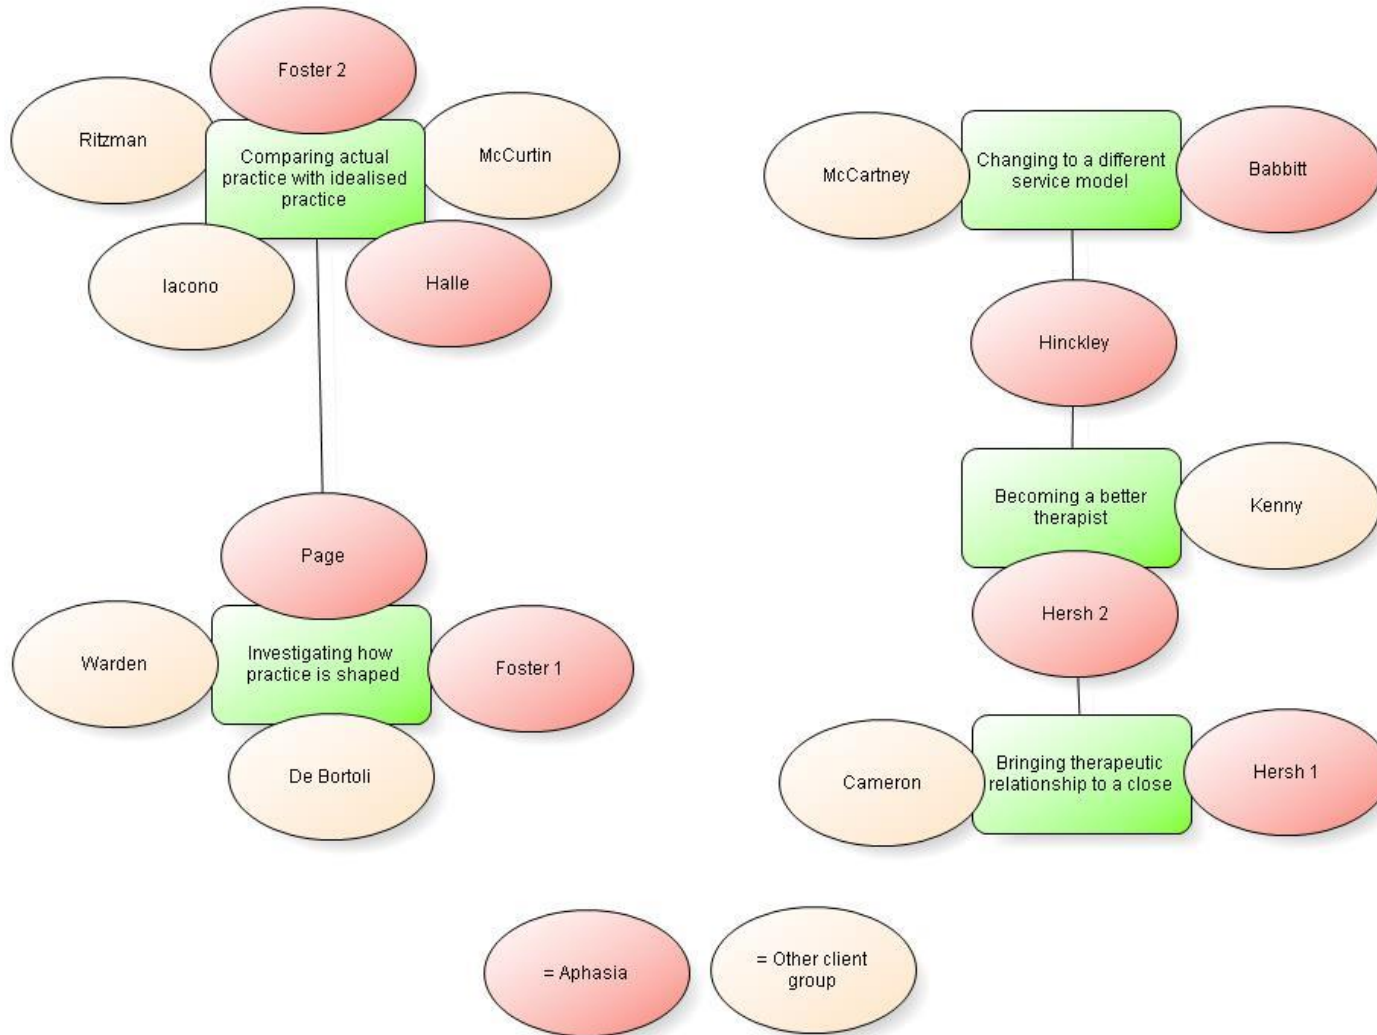 Foster 2
Ritzman
Comparing actual
practice with idealised
practice
McCurtin
Iacono
Halle
Page
Warden
Investigating how
practice is shaped
Foster 1
De Bortoli
McCartney
Changing to a different
service model
Babbitt
Hinckley
Becoming a better
therapist
Kenny
Hersh 2
Cameron
Bringing therapeutic
relationship to a close
Hersh 1
= Aphasia
= Other client
group